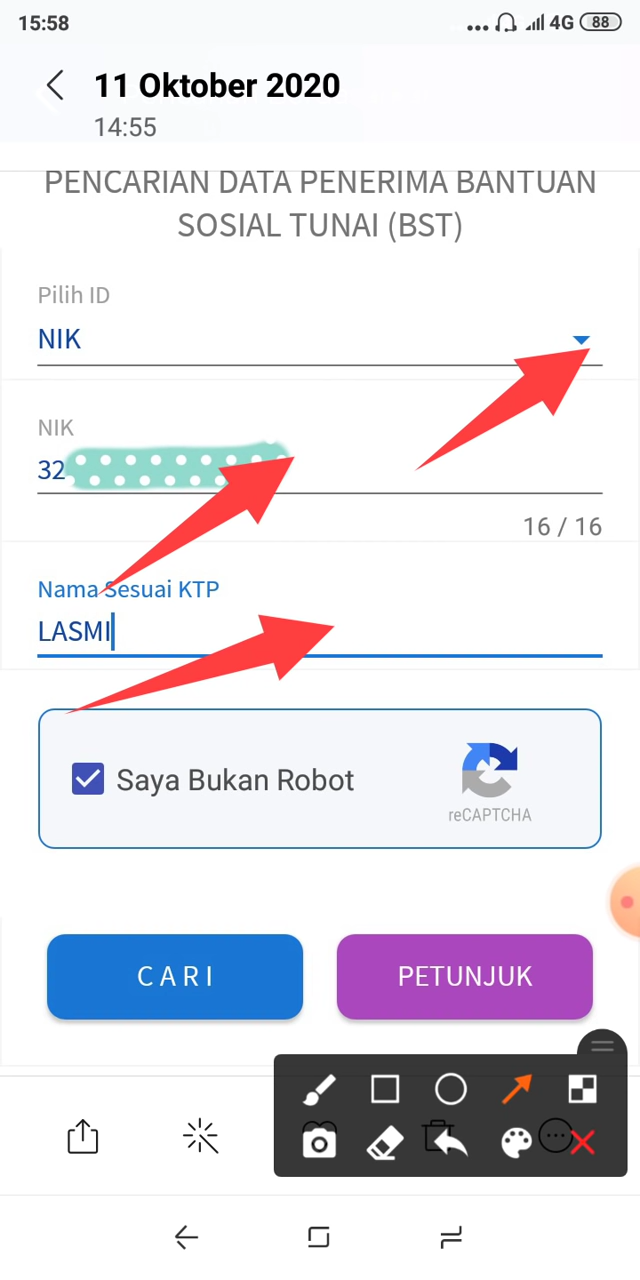 15:58
4G 88
11 Oktober 2020
14:55
PENCARIAN DATA PENERIMA BANTUAN
SOSIAL TUNAI (BST)
Pilih ID
NIK
NIK
32
16 / 16
Nama Sesuai KTP
LASMI
Saya Bukan Robot
reCAPTCHA
CARI
PETUNJUK